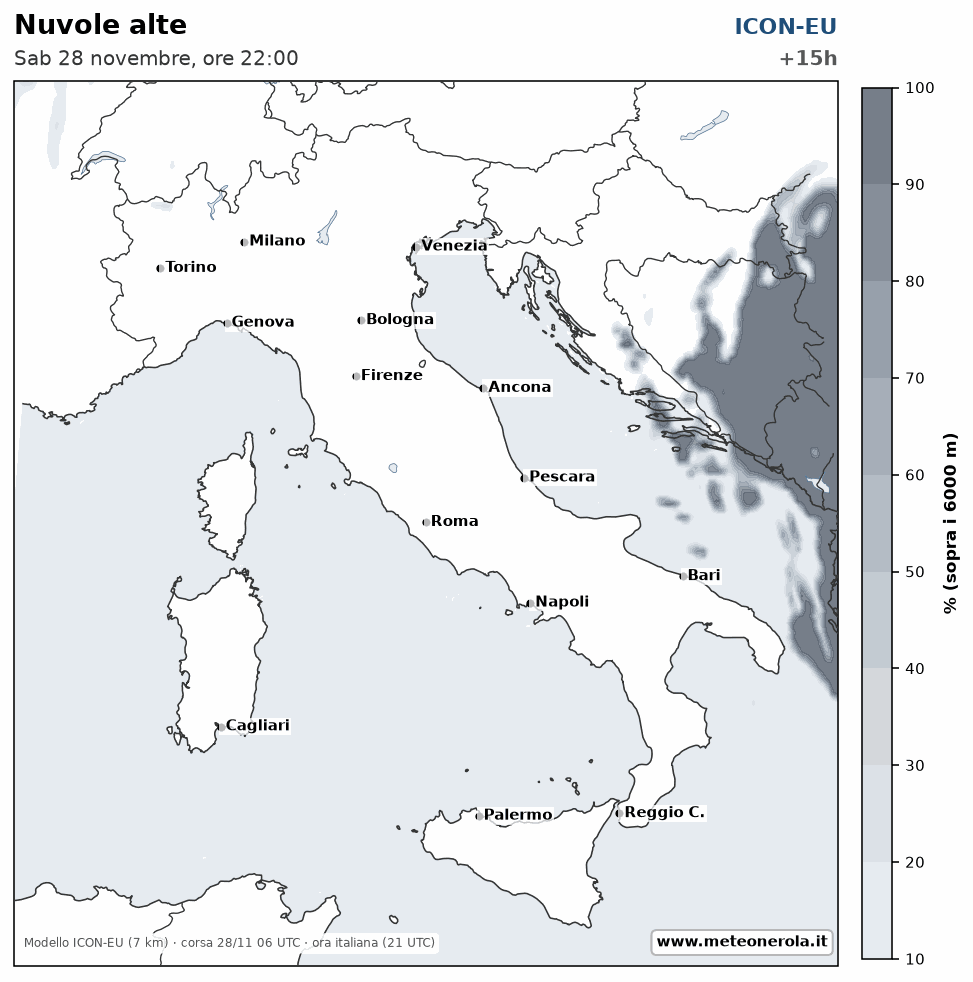 Nuvole alte
ICON-EU
Sab 28 novembre, ore 22:00
+15h
Milano
Venezia
Torino
Genova
Bologna
Firenze
Ancona
Pescara
Roma
Bari
Napoli
Cagliari
Palermo
Reggio C.
Modello ICON-EU (7 km) · corsa 28/11 06 UTC · ora italiana (21 UTC)
www.meteonerola.it
100
90
80
70
60
50
40
30
20
10
% (sopra i 6000 m)